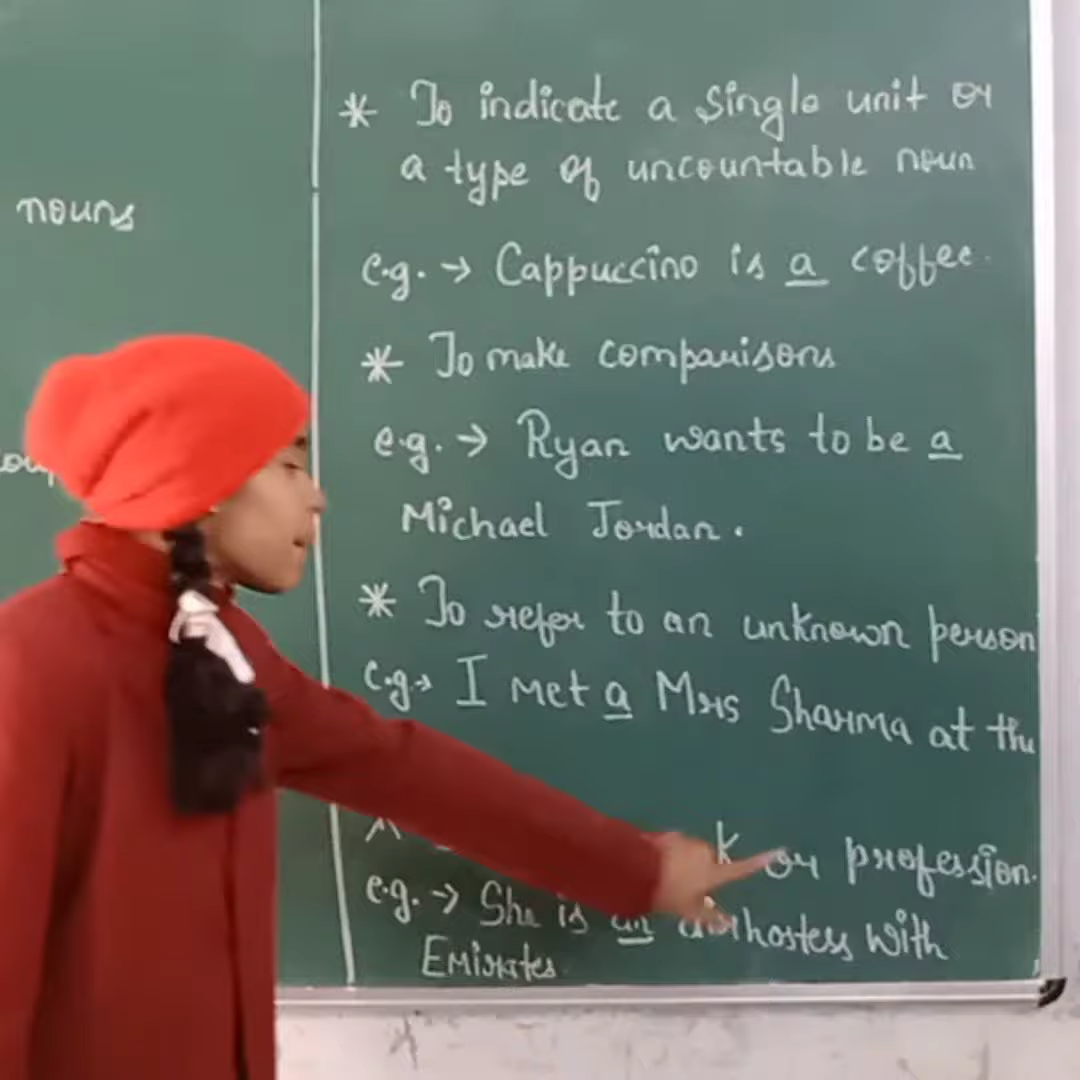 nouns
* To indicate a single unit or
a type of uncountable noun
e.g. → Cappuccino is a coffee.
* To make comparisons
e.g. → Ryan wants to be a
Michael Jordan.
* To refer to an unknown person
e.g → I met a Mrs Sharma at the
or profession.
e.g. → She is an airhostess with
Emirates.